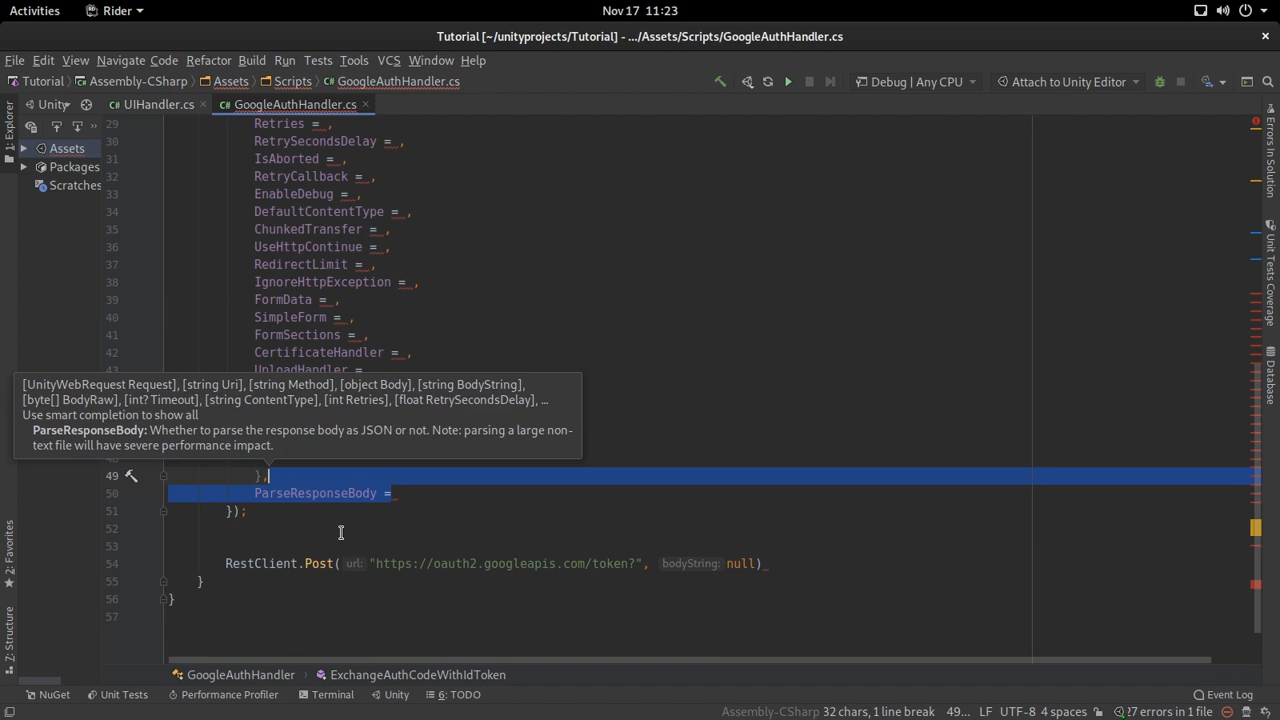 Activities Rider Nov 17 11:23
Tutorial [~/unityprojects/Tutorial] - .../Assets/Scripts/GoogleAuthHandler.cs
File Edit View Navigate Code Refactor Build Run Tests Tools VCS Window Help
Tutorial Assembly-CSharp Assets Scripts GoogleAuthHandler.cs Debug | Any CPU Attach to Unity Editor
1: Explorer Unity UIHandler.cs GoogleAuthHandler.cs
29 Retries = ,
30 RetrySecondsDelay = ,
Assets 31 IsAborted = ,
Packages 32 RetryCallback = ,
Scratches 33 EnableDebug = ,
34 DefaultContentType = ,
35 ChunkedTransfer = ,
36 UseHttpContinue = ,
37 RedirectLimit = ,
38 IgnoreHttpException = ,
39 FormData = ,
40 SimpleForm = ,
41 FormSections = ,
42 CertificateHandler = ,
UploadHandler = ,
[UnityWebRequest Request], [string Uri], [string Method], [object Body], [string BodyString],
[byte[] BodyRaw], [int? Timeout], [string ContentType], [int Retries], [float RetrySecondsDelay], ...
Use smart completion to show all
ParseResponseBody: Whether to parse the response body as JSON or not. Note: parsing a large non-
text file will have severe performance impact.
49 },
50 ParseResponseBody =
51 });
52
53
54 RestClient.Post( url: "https://oauth2.googleapis.com/token?", bodyString: null)
55 }
56 }
57
Errors In Solution
Unit Tests Coverage
Database
2: Favorites
7: Structure
GoogleAuthHandler ExchangeAuthCodeWithIdToken
NuGet Unit Tests Performance Profiler Terminal Unity 6: TODO Event Log
Assembly-CSharp 32 chars, 1 line break 49... LF UTF-8 4 spaces 27 errors in 1 file